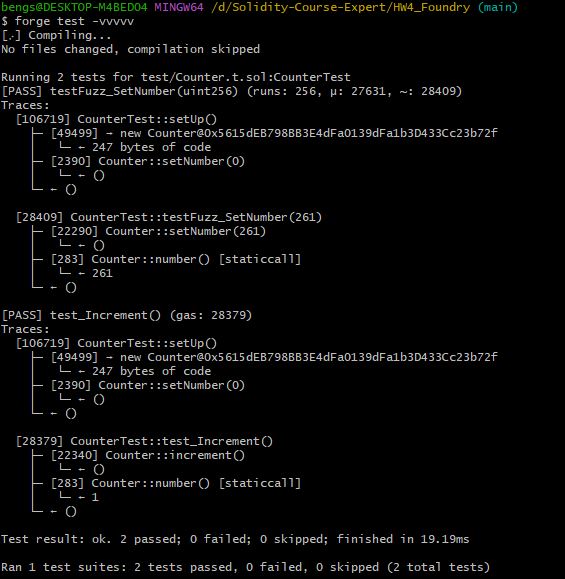 bengs@DESKTOP-M4BEDO4 MINGW64 /d/Solidity-Course-Expert/HW4_Foundry (main)
$ forge test -vvvvv
[⠰] Compiling...
No files changed, compilation skipped

Running 2 tests for test/Counter.t.sol:CounterTest
[PASS] testFuzz_SetNumber(uint256) (runs: 256, μ: 27631, ~: 28409)
Traces:
  [106719] CounterTest::setUp()
    ├─ [49499] → new Counter@0x5615dEB798BB3E4dFa0139dFa1b3D433Cc23b72f
    │   └─ ← 247 bytes of code
    ├─ [2390] Counter::setNumber(0)
    │   └─ ← ()
    └─ ← ()

  [28409] CounterTest::testFuzz_SetNumber(261)
    ├─ [22290] Counter::setNumber(261)
    │   └─ ← ()
    ├─ [283] Counter::number() [staticcall]
    │   └─ ← 261
    └─ ← ()

[PASS] test_Increment() (gas: 28379)
Traces:
  [106719] CounterTest::setUp()
    ├─ [49499] → new Counter@0x5615dEB798BB3E4dFa0139dFa1b3D433Cc23b72f
    │   └─ ← 247 bytes of code
    ├─ [2390] Counter::setNumber(0)
    │   └─ ← ()
    └─ ← ()

  [28379] CounterTest::test_Increment()
    ├─ [22340] Counter::increment()
    │   └─ ← ()
    ├─ [283] Counter::number() [staticcall]
    │   └─ ← 1
    └─ ← ()

Test result: ok. 2 passed; 0 failed; 0 skipped; finished in 19.19ms

Ran 1 test suites: 2 tests passed, 0 failed, 0 skipped (2 total tests)